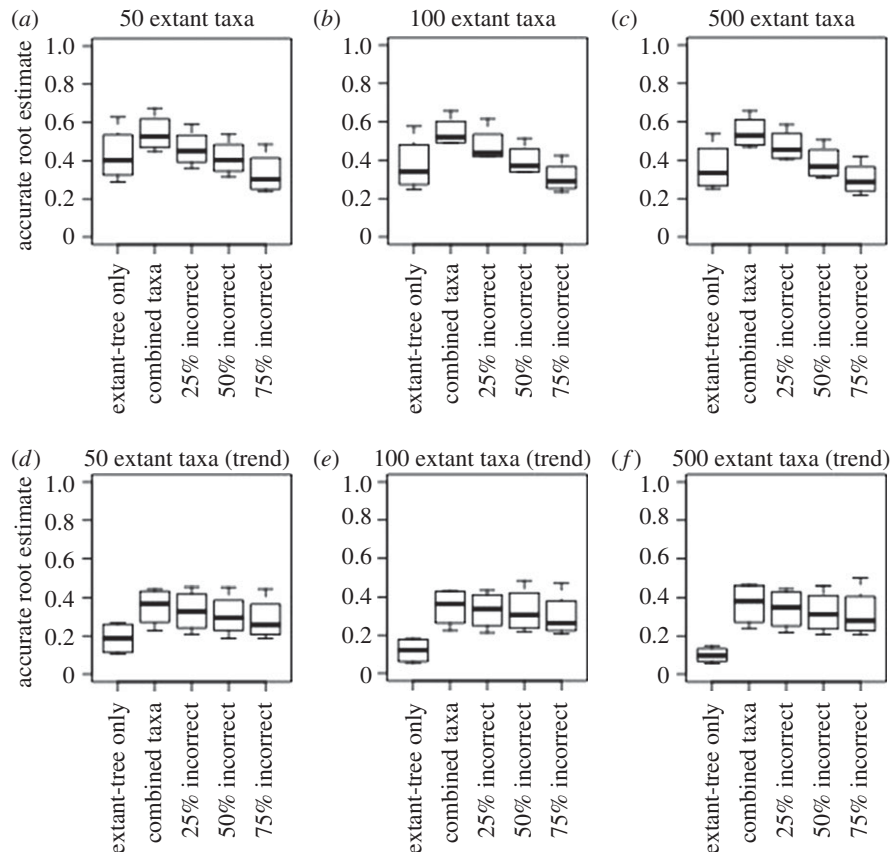 (a) 50 extant taxa
accurate root estimate
1.0
0.8
0.6
0.4
0.2
0
extant-tree only
combined taxa
25% incorrect
50% incorrect
75% incorrect
(b) 100 extant taxa
1.0
0.8
0.6
0.4
0.2
0
extant-tree only
combined taxa
25% incorrect
50% incorrect
75% incorrect
(c) 500 extant taxa
1.0
0.8
0.6
0.4
0.2
0
extant-tree only
combined taxa
25% incorrect
50% incorrect
75% incorrect
(d) 50 extant taxa (trend)
accurate root estimate
1.0
0.8
0.6
0.4
0.2
0
extant-tree only
combined taxa
25% incorrect
50% incorrect
75% incorrect
(e) 100 extant taxa (trend)
1.0
0.8
0.6
0.4
0.2
0
extant-tree only
combined taxa
25% incorrect
50% incorrect
75% incorrect
(f) 500 extant taxa (trend)
1.0
0.8
0.6
0.4
0.2
0
extant-tree only
combined taxa
25% incorrect
50% incorrect
75% incorrect